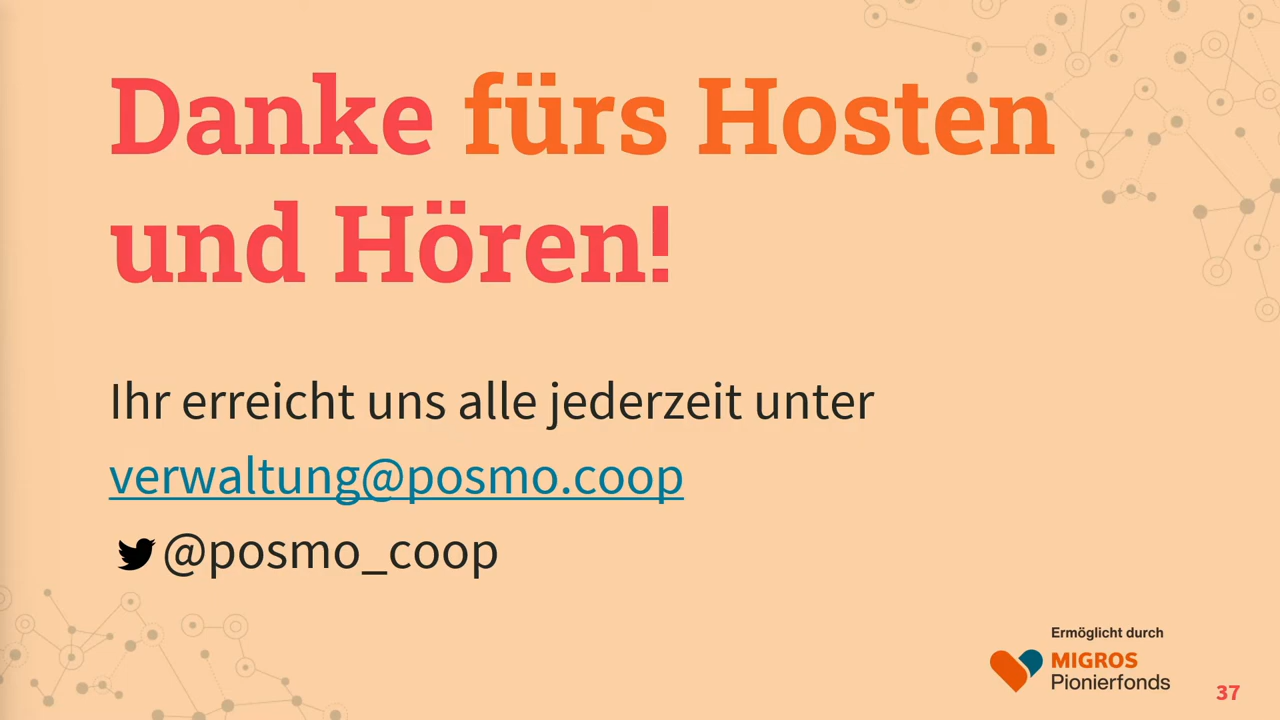 Danke fürs Hosten
und Hören!
Ihr erreicht uns alle jederzeit unter
verwaltung@posmo.coop
@posmo_coop
Ermöglicht durch
MIGROS
Pionierfonds
37